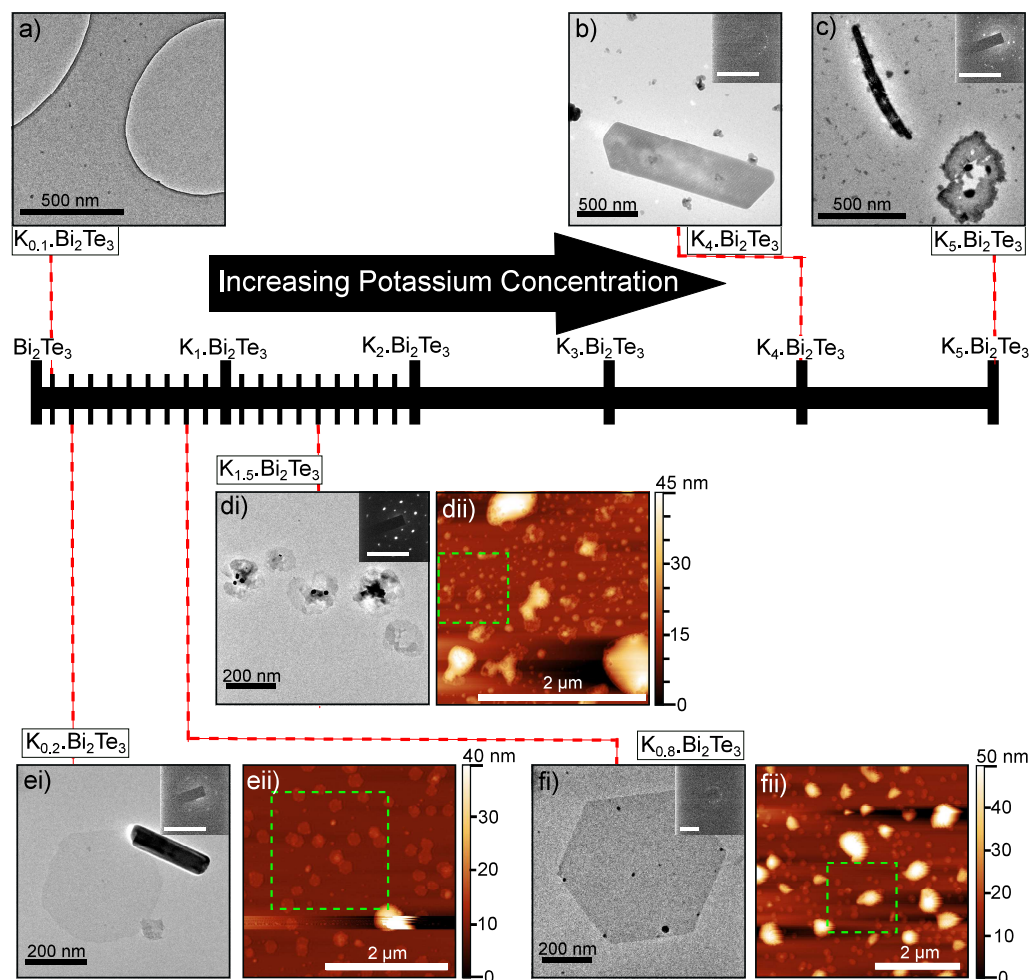 a)
500 nm
K₀.₁.Bi₂Te₃
b)
500 nm
K₄.Bi₂Te₃
c)
500 nm
K₅.Bi₂Te₃
Increasing Potassium Concentration
Bi₂Te₃
K₁.Bi₂Te₃
K₂.Bi₂Te₃
K₃.Bi₂Te₃
K₄.Bi₂Te₃
K₅.Bi₂Te₃
K₁.₅.Bi₂Te₃
di)
200 nm
dii)
2 µm
45 nm
30
15
0
K₀.₂.Bi₂Te₃
ei)
200 nm
eii)
2 µm
40 nm
30
20
10
0
K₀.₈.Bi₂Te₃
fi)
200 nm
fii)
2 µm
50 nm
40
30
20
10
0